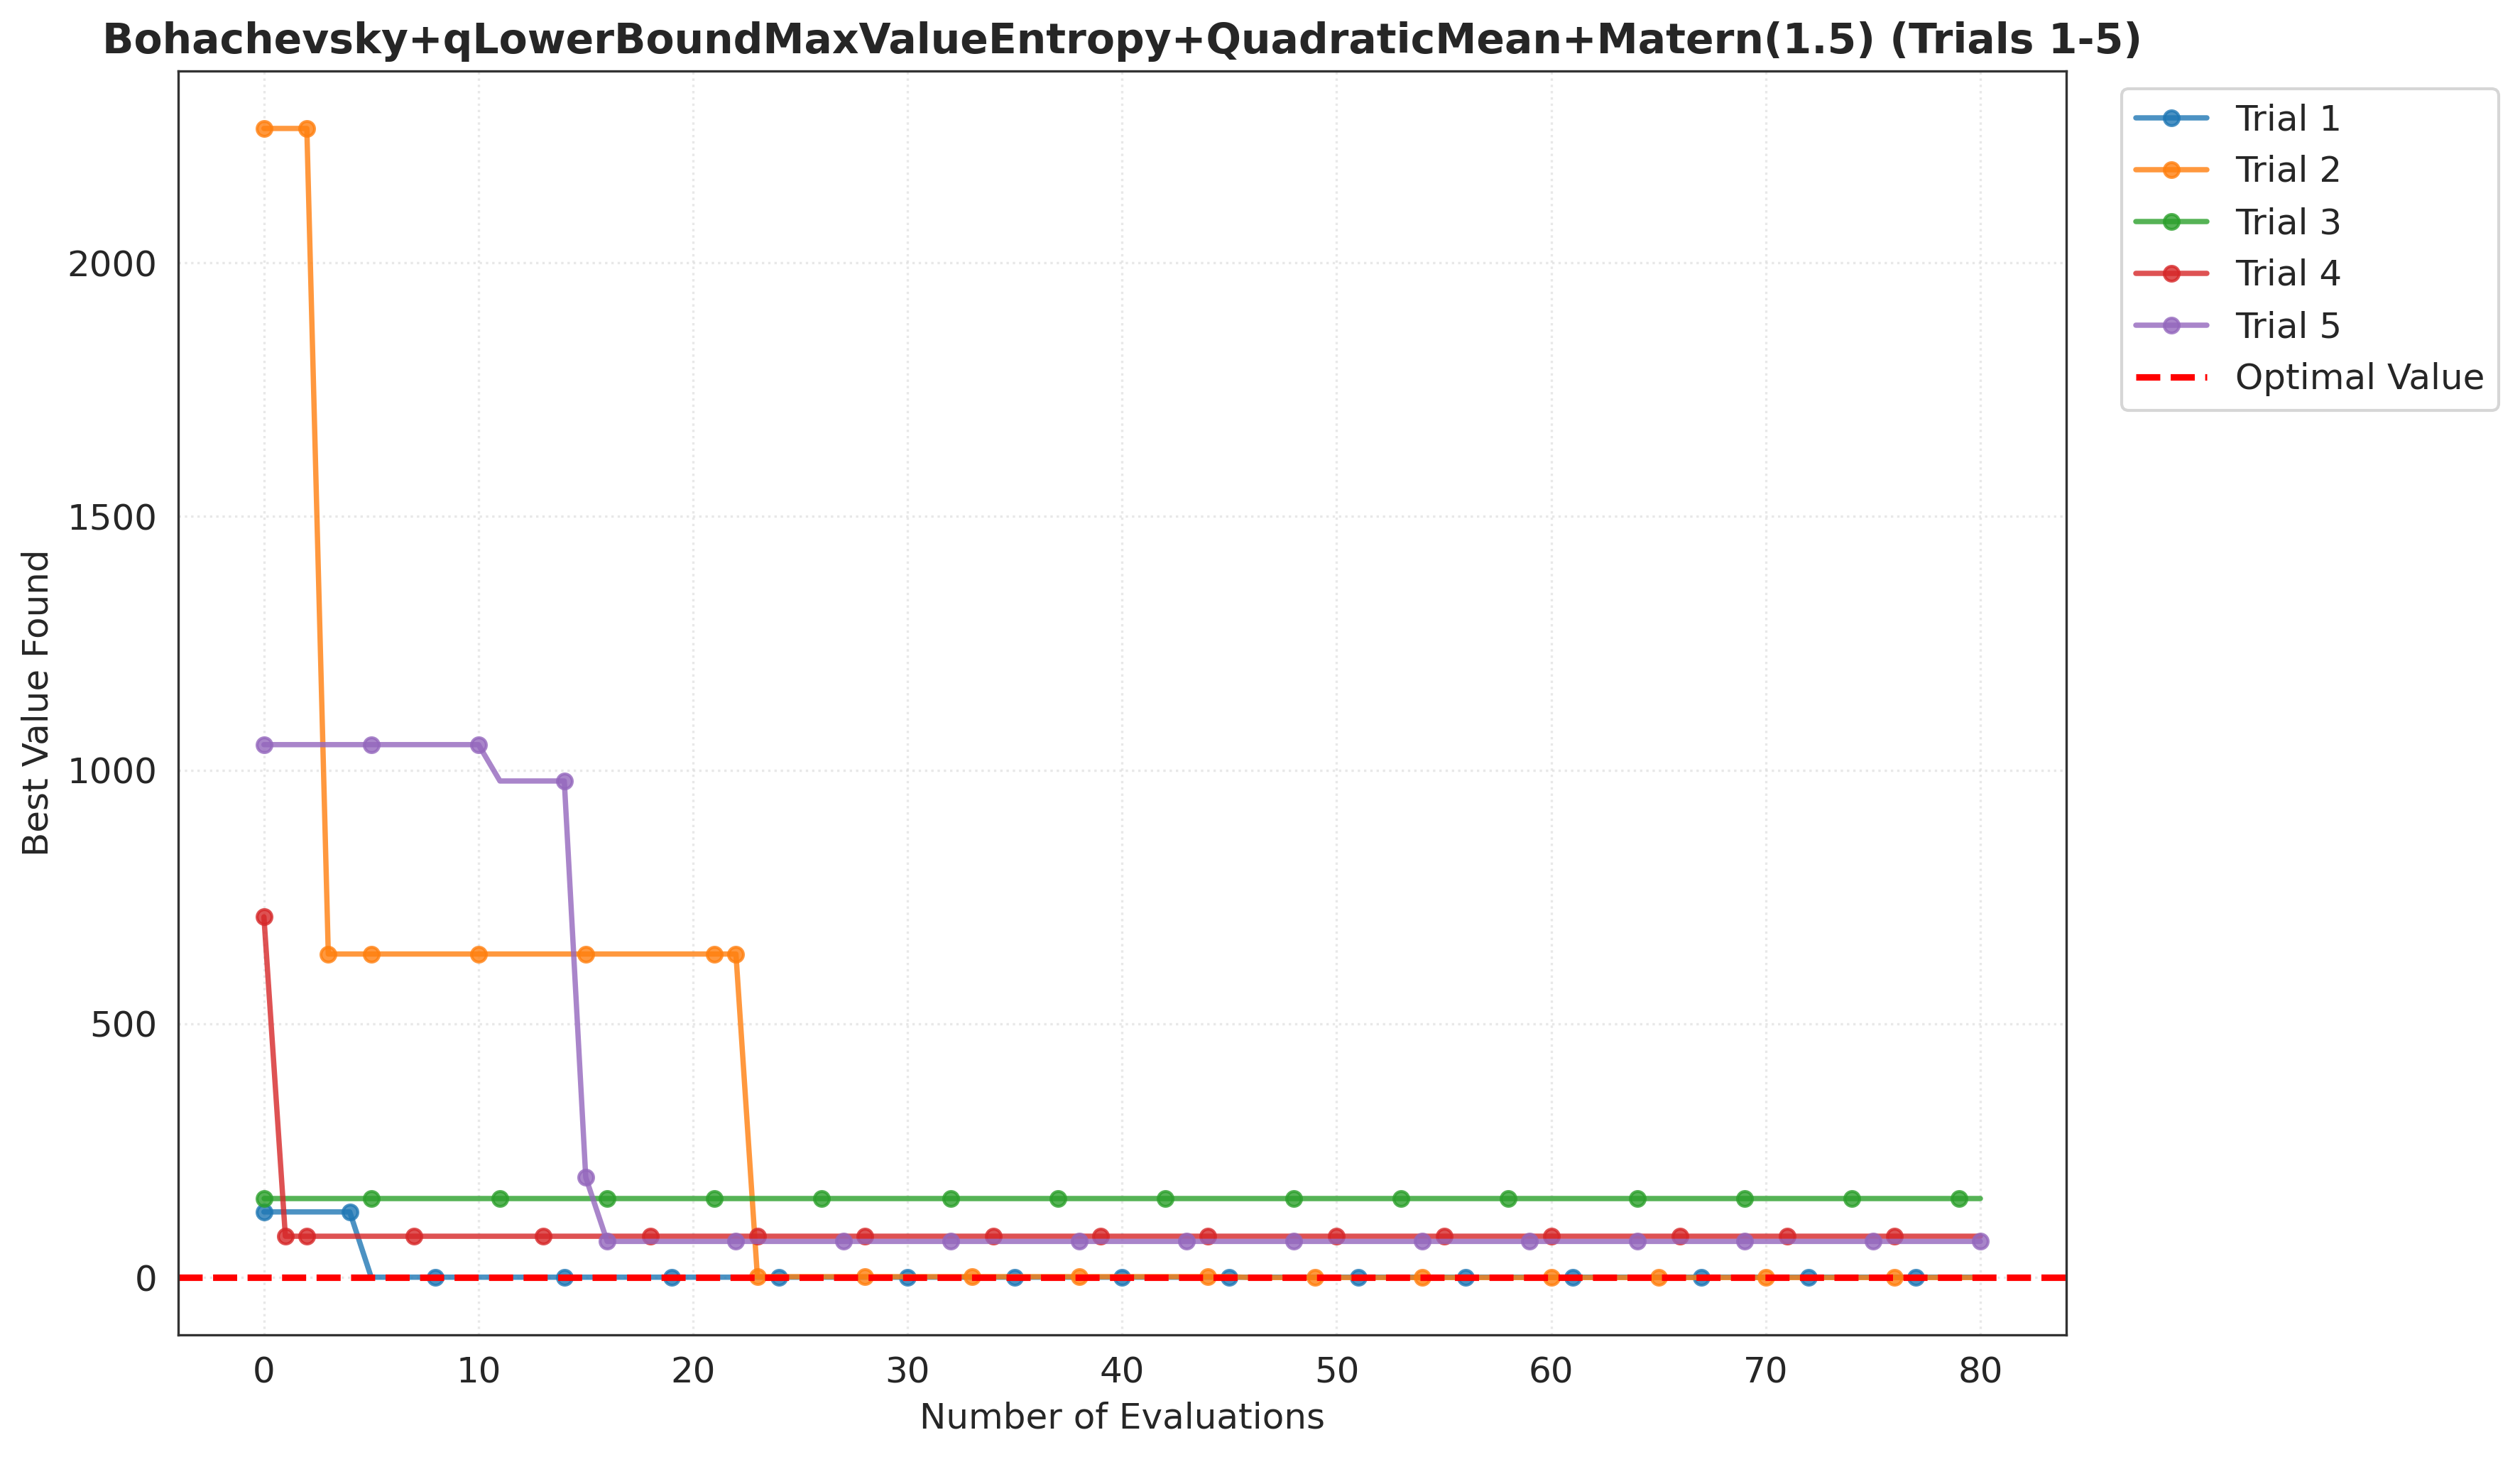 Bohachevsky+qLowerBoundMaxValueEntropy+QuadraticMean+Matern(1.5) (Trials 1-5)
Trial 1
Trial 2
Trial 3
Trial 4
Trial 5
Optimal Value
Best Value Found
2000
1500
1000
500
0
0 10 20 30 40 50 60 70 80
Number of Evaluations